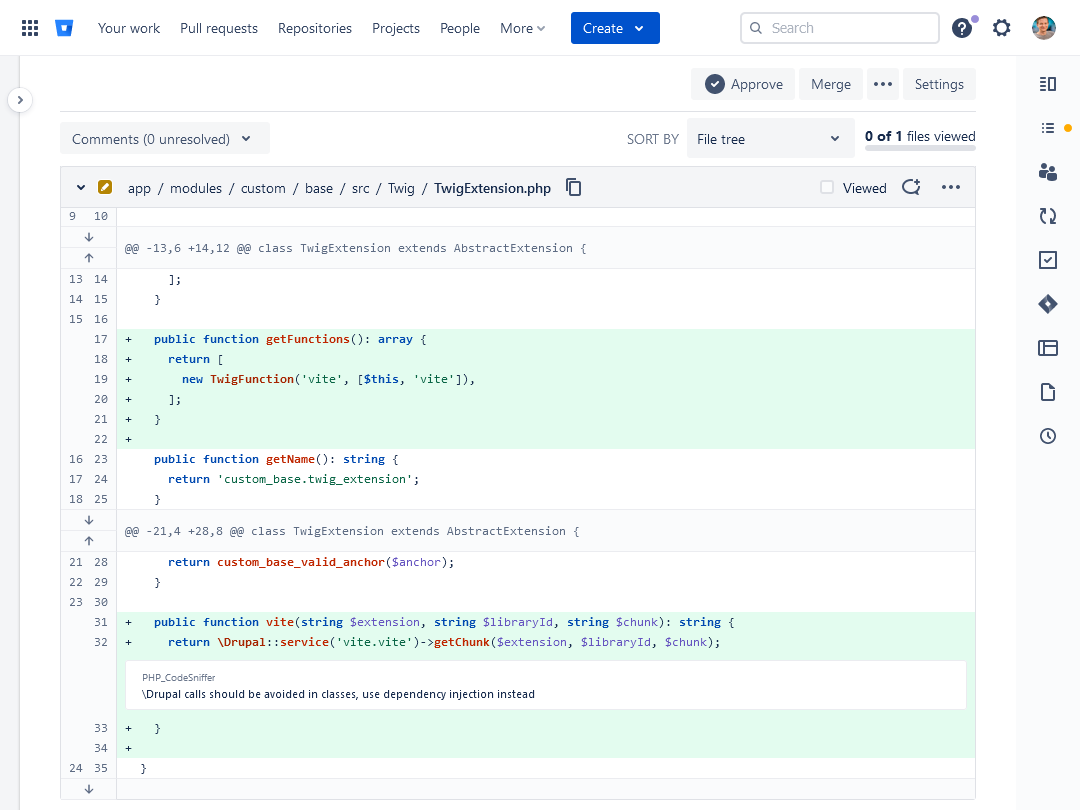 Your work Pull requests Repositories Projects People More Create Search
Approve Merge Settings
Comments (0 unresolved) SORT BY File tree 0 of 1 files viewed
app / modules / custom / base / src / Twig / TwigExtension.php Viewed
9 10
@@ -13,6 +14,12 @@ class TwigExtension extends AbstractExtension {
13 14 ];
14 15 }
15 16
17 + public function getFunctions(): array {
18 + return [
19 + new TwigFunction('vite', [$this, 'vite']),
20 + ];
21 + }
22 +
16 23 public function getName(): string {
17 24 return 'custom_base.twig_extension';
18 25 }
@@ -21,4 +28,8 @@ class TwigExtension extends AbstractExtension {
21 28 return custom_base_valid_anchor($anchor);
22 29 }
23 30
31 + public function vite(string $extension, string $libraryId, string $chunk): string {
32 + return \Drupal::service('vite.vite')->getChunk($extension, $libraryId, $chunk);
PHP_CodeSniffer
\Drupal calls should be avoided in classes, use dependency injection instead
33 + }
34 +
24 35 }